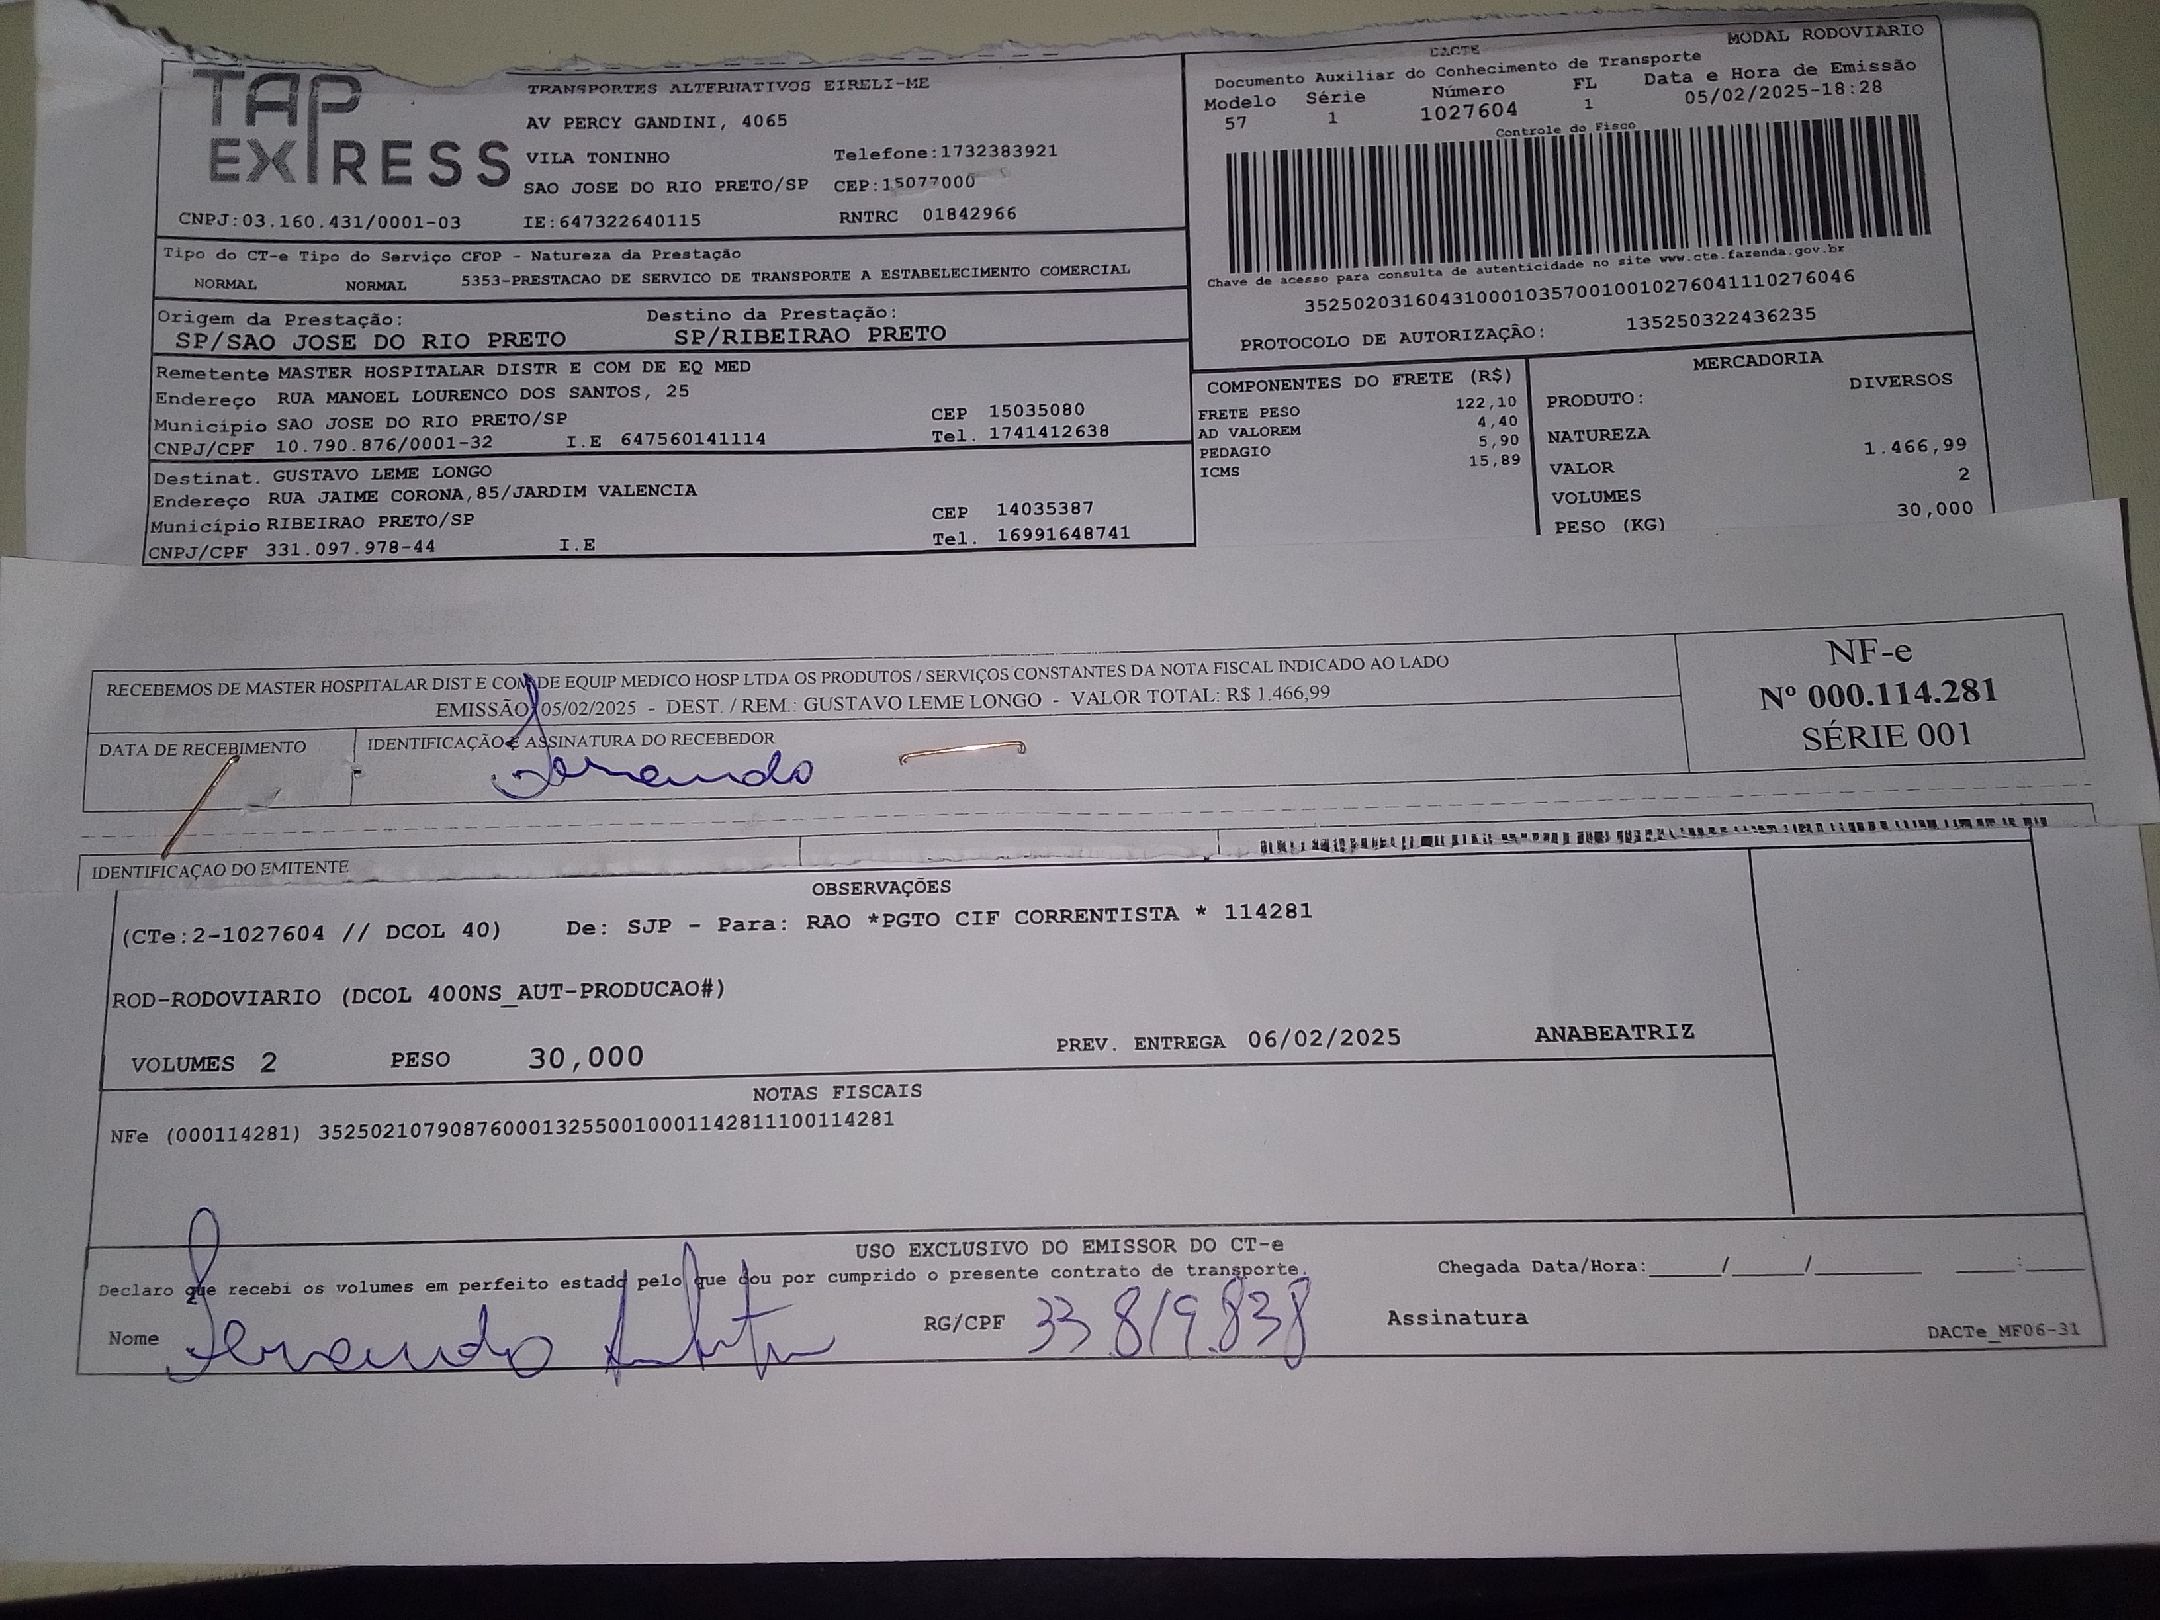 TAP EXPRESS
TRANSPORTES ALTERNATIVOS EIRELI-ME
AV PERCY GANDINI, 4065
VILA TONINHO Telefone:1732383921
SAO JOSE DO RIO PRETO/SP CEP:15077000
CNPJ:03.160.431/0001-03 IE:647322640115 RNTRC 01842966
DACTE MODAL RODOVIARIO
Documento Auxiliar do Conhecimento de Transporte
Modelo Série Número FL Data e Hora de Emissão
57 1 1027604 1 05/02/2025-18:28
Controle do Fisco
Chave de acesso para consulta de autenticidade no site www.cte.fazenda.gov.br
35250203160431000103570010010276041110276046
PROTOCOLO DE AUTORIZAÇÃO: 135250322436235
Tipo do CT-e Tipo do Serviço CFOP - Natureza da Prestação
NORMAL NORMAL 5353-PRESTACAO DE SERVICO DE TRANSPORTE A ESTABELECIMENTO COMERCIAL
Origem da Prestação: Destino da Prestação:
SP/SAO JOSE DO RIO PRETO SP/RIBEIRAO PRETO
Remetente MASTER HOSPITALAR DISTR E COM DE EQ MED
Endereço RUA MANOEL LOURENCO DOS SANTOS, 25
Município SAO JOSE DO RIO PRETO/SP CEP 15035080
CNPJ/CPF 10.790.876/0001-32 I.E 647560141114 Tel. 1741412638
Destinat. GUSTAVO LEME LONGO
Endereço RUA JAIME CORONA,85/JARDIM VALENCIA
Município RIBEIRAO PRETO/SP CEP 14035387
CNPJ/CPF 331.097.978-44 I.E Tel. 16991648741
COMPONENTES DO FRETE (R$)
FRETE PESO 122,10
AD VALOREM 4,40
PEDAGIO 5,90
ICMS 15,89
MERCADORIA
PRODUTO: DIVERSOS
NATUREZA
VALOR 1.466,99
VOLUMES 2
PESO (KG) 30,000
RECEBEMOS DE MASTER HOSPITALAR DIST E COM DE EQUIP MEDICO HOSP LTDA OS PRODUTOS / SERVIÇOS CONSTANTES DA NOTA FISCAL INDICADO AO LADO
EMISSÃO: 05/02/2025 - DEST. / REM.: GUSTAVO LEME LONGO - VALOR TOTAL: R$ 1.466,99
DATA DE RECEBIMENTO IDENTIFICAÇÃO E ASSINATURA DO RECEBEDOR
NF-e
Nº 000.114.281
SÉRIE 001
IDENTIFICAÇÃO DO EMITENTE
OBSERVAÇÕES
(CTe:2-1027604 // DCOL 40) De: SJP - Para: RAO *PGTO CIF CORRENTISTA * 114281
ROD-RODOVIARIO (DCOL 400NS_AUT-PRODUCAO#)
VOLUMES 2 PESO 30,000 PREV. ENTREGA 06/02/2025 ANABEATRIZ
NOTAS FISCAIS
NFe (000114281) 35250210790876000132550010001142811100114281
USO EXCLUSIVO DO EMISSOR DO CT-e
Declaro que recebi os volumes em perfeito estado pelo que dou por cumprido o presente contrato de transporte. Chegada Data/Hora:_____/_____/_______ ____:____
Nome RG/CPF 33.819.838 Assinatura
DACTe_MF06-31